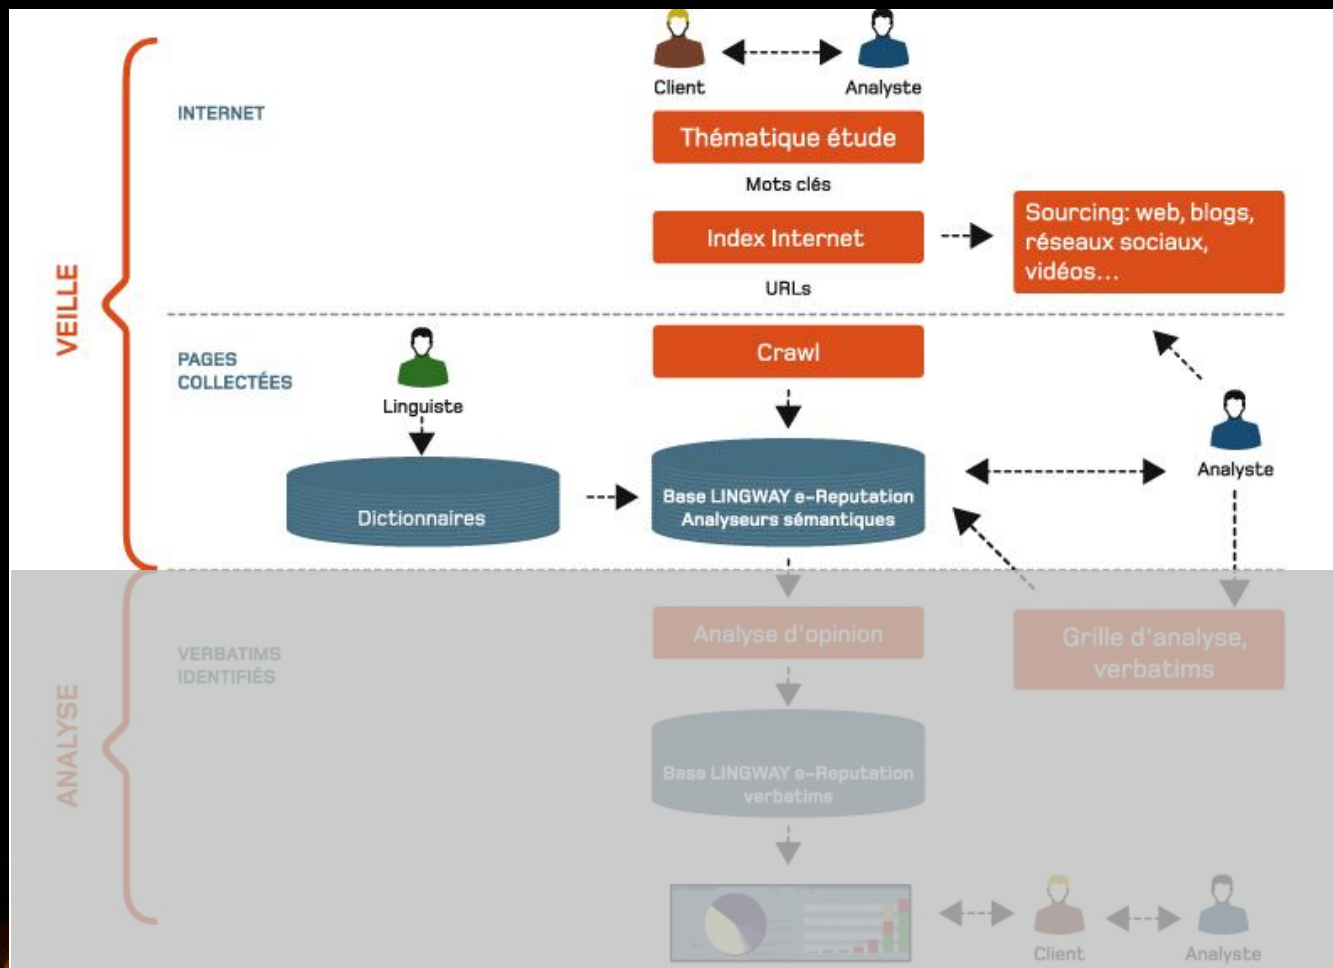 Client
Analyste
INTERNET
Thématique étude
Mots clés
Index Internet
Sourcing: web, blogs,
réseaux sociaux,
vidéos...
URLs
VEILLE
PAGES
COLLECTÉES
Linguiste
Crawl
Analyste
Dictionnaires
Base LINGWAY e-Reputation
Analyseurs sémantiques
ANALYSE
VERBATIMS
IDENTIFIÉS
Analyse d'opinion
Grille d'analyse,
verbatims
Base LINGWAY e-Reputation
verbatims
Client
Analyste